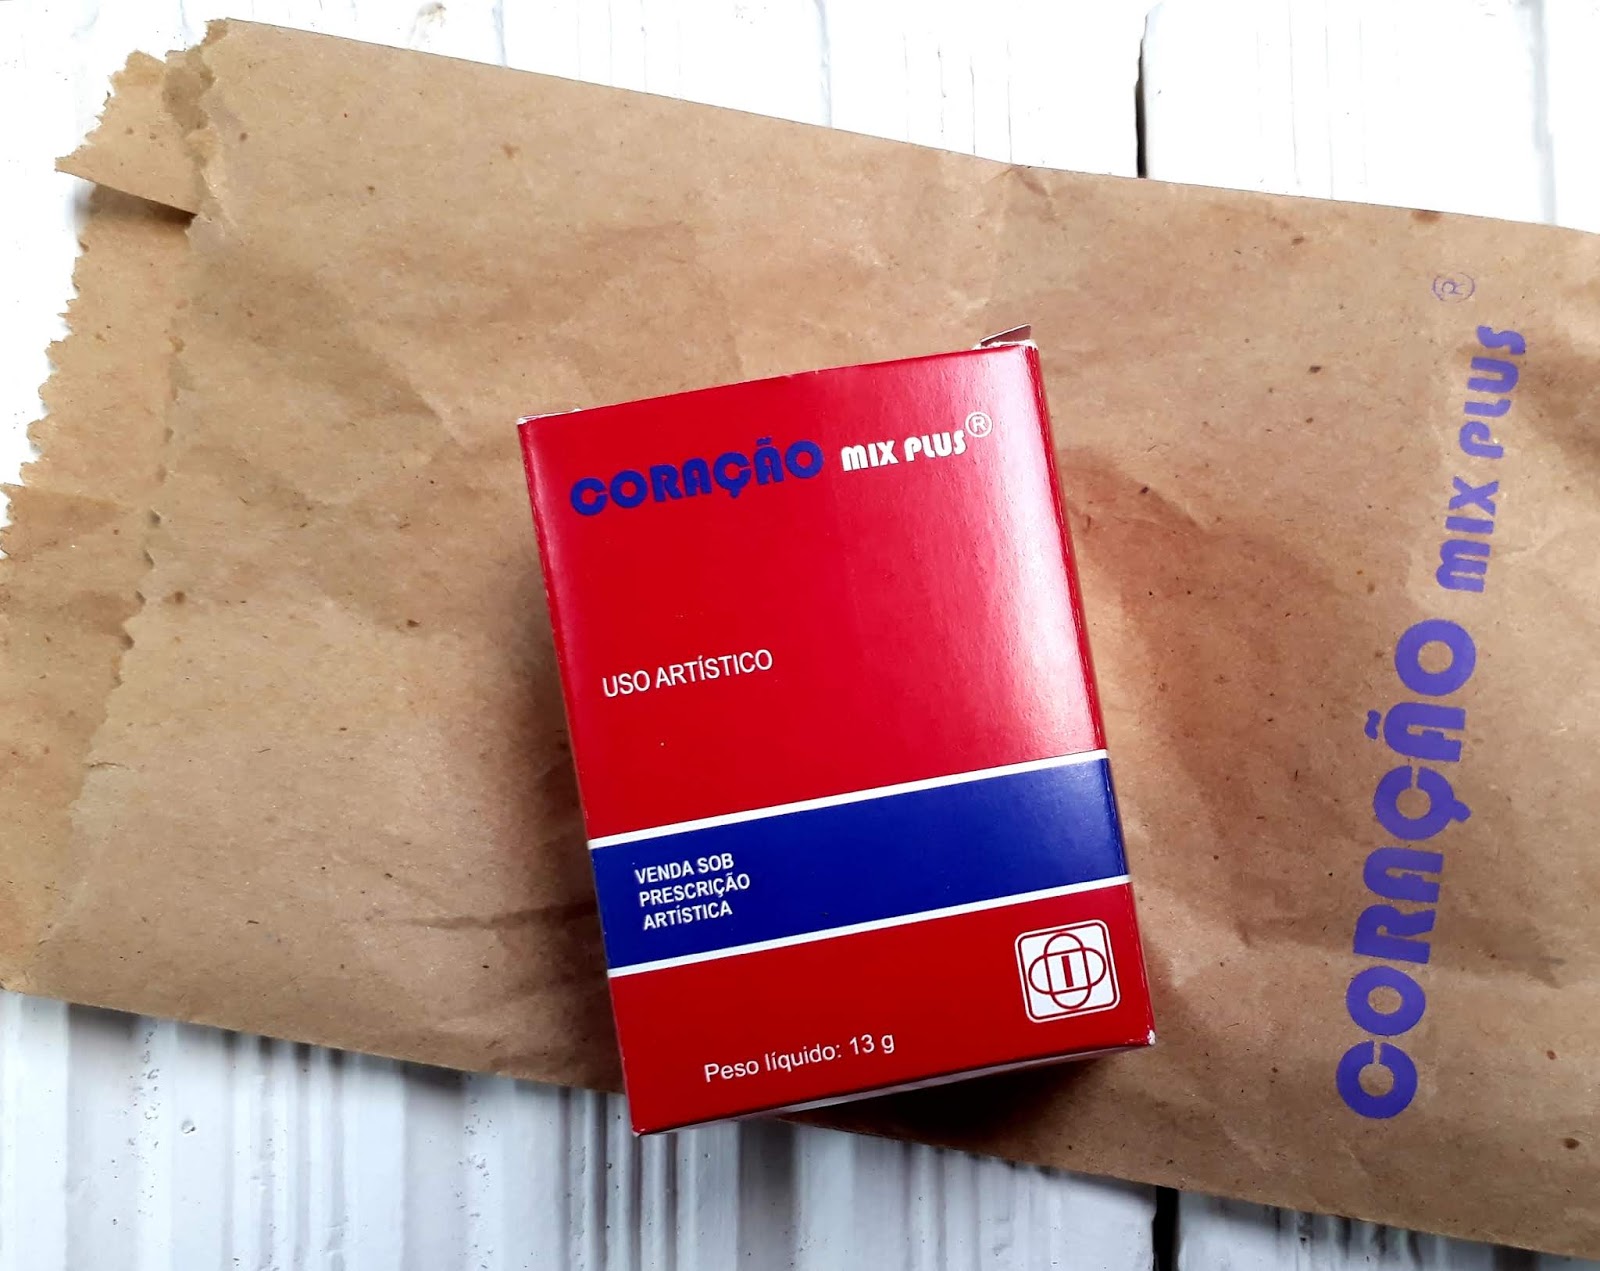 CORAÇÃO MIX PLUS®
USO ARTÍSTICO
VENDA SOB
PRESCRIÇÃO
ARTÍSTICA
I
Peso líquido: 13 g
CORAÇÃO MIX PLUS®